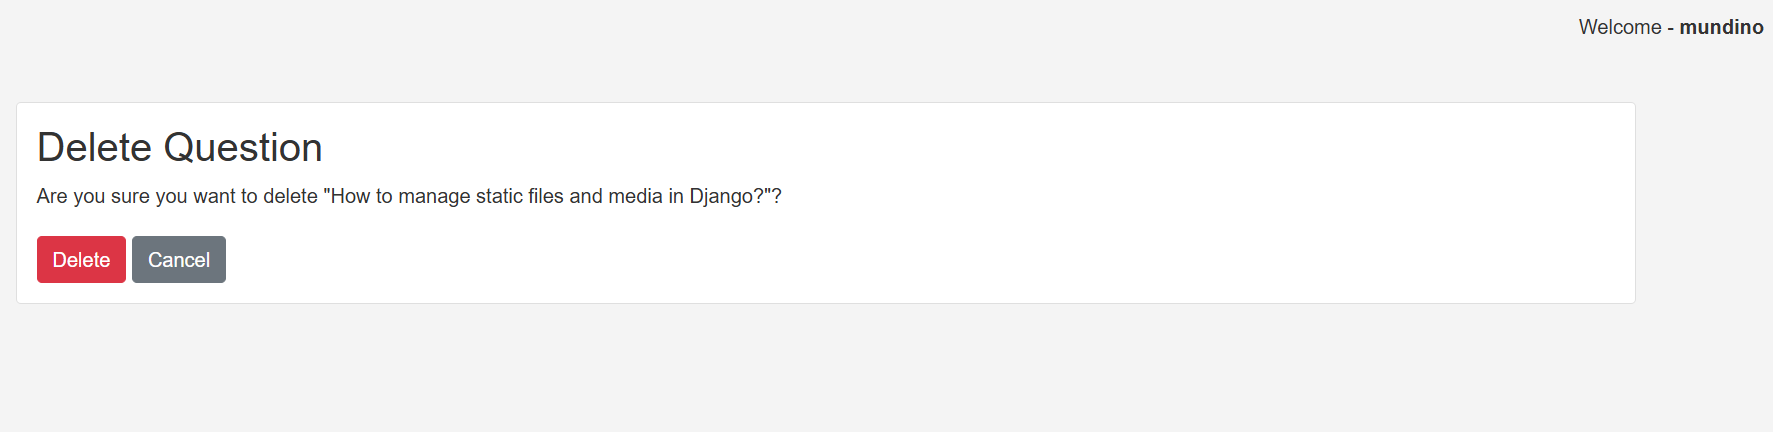 Welcome - mundino
Delete Question
Are you sure you want to delete "How to manage static files and media in Django?"?
Delete Cancel